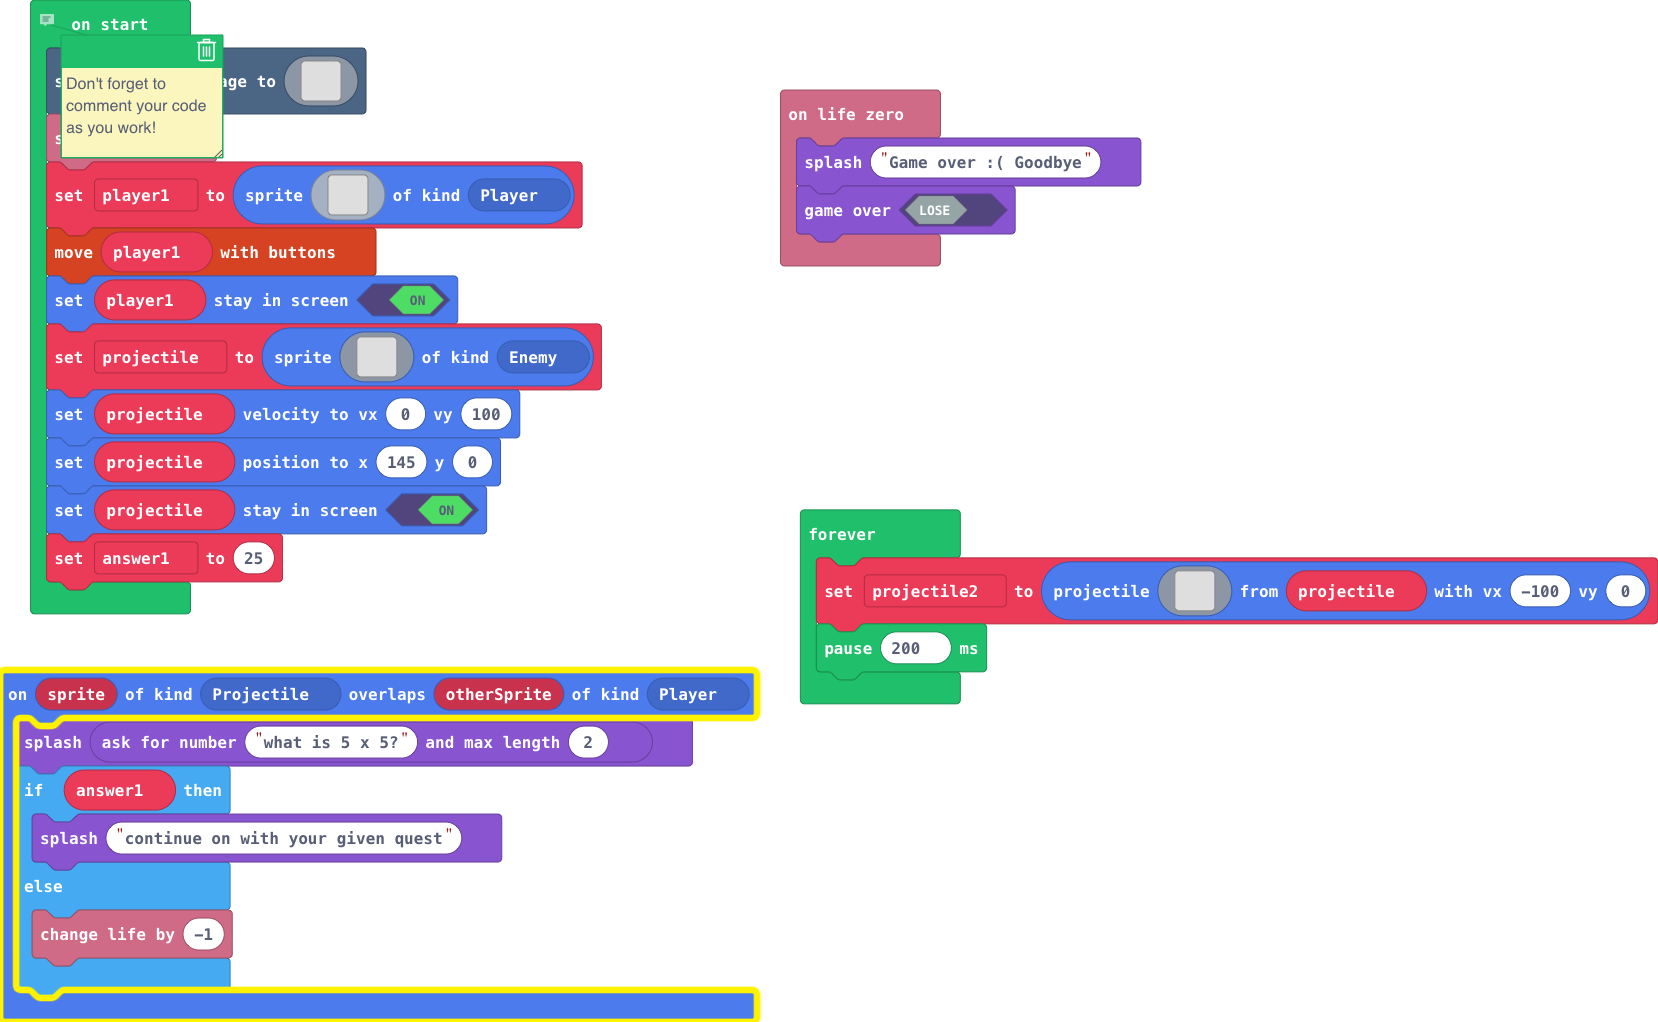 on start
Don't forget to
comment your code
as you work!
age to
set player1 to sprite of kind Player
move player1 with buttons
set player1 stay in screen ON
set projectile to sprite of kind Enemy
set projectile velocity to vx 0 vy 100
set projectile position to x 145 y 0
set projectile stay in screen ON
set answer1 to 25
on sprite of kind Projectile overlaps otherSprite of kind Player
splash ask for number "what is 5 x 5?" and max length 2
if answer1 then
splash "continue on with your given quest"
else
change life by -1
on life zero
splash "Game over :( Goodbye"
game over LOSE
forever
set projectile2 to projectile from projectile with vx -100 vy 0
pause 200 ms